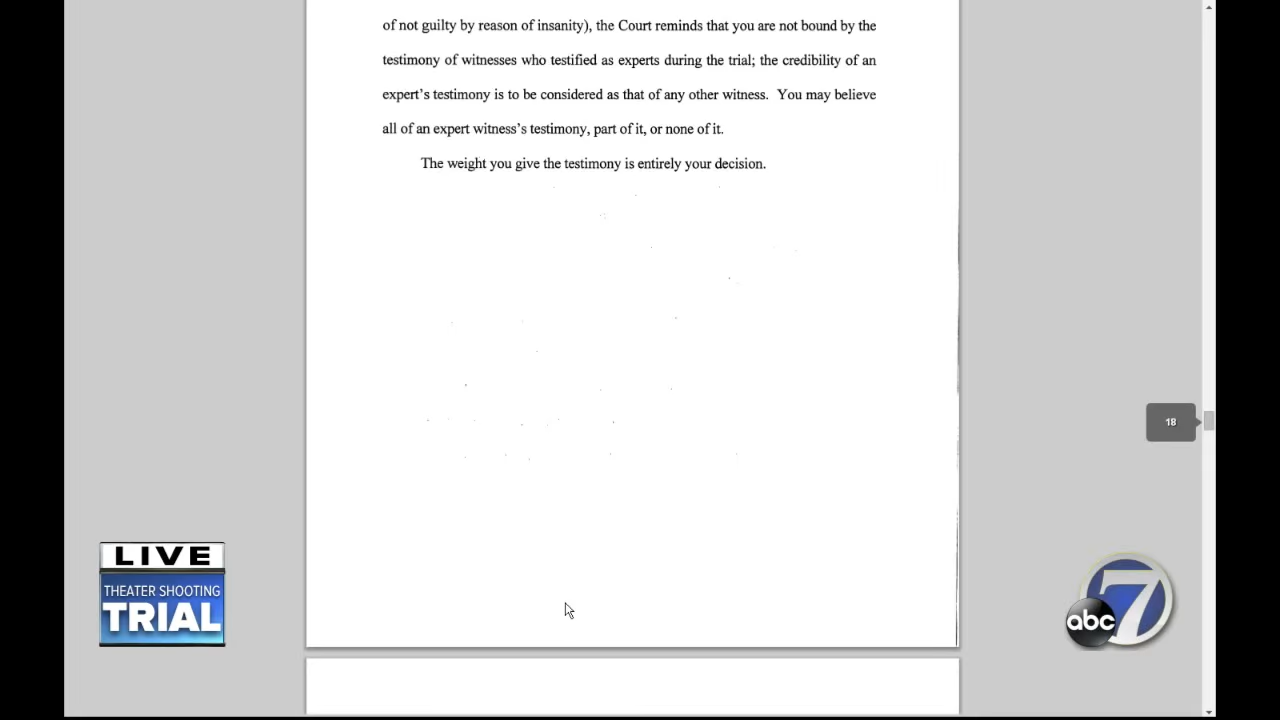 of not guilty by reason of insanity), the Court reminds that you are not bound by the
testimony of witnesses who testified as experts during the trial; the credibility of an
expert's testimony is to be considered as that of any other witness.  You may believe
all of an expert witness's testimony, part of it, or none of it.
The weight you give the testimony is entirely your decision.
18
LIVE
THEATER SHOOTING
TRIAL
7
abc